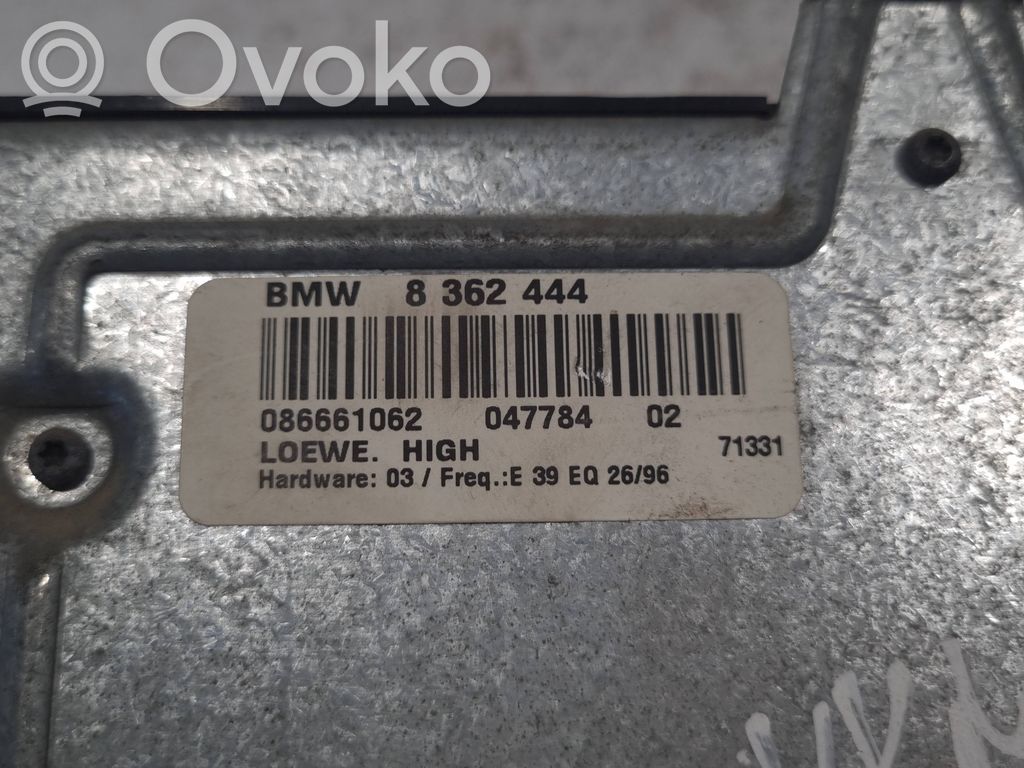 Ovoko
BMW 8 362 444
086661062 047784 02
LOEWE. HIGH 71331
Hardware: 03 / Freq.:E 39 EQ 26/96